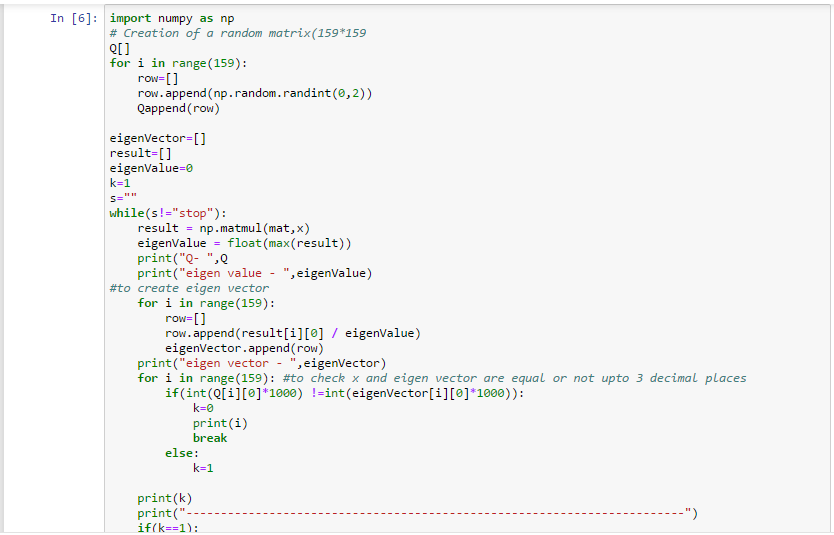 In [6]: import numpy as np
# Creation of a random matrix(159*159
Q[]
for i in range(159):
    row=[]
    row.append(np.random.randint(0,2))
    Qappend(row)

eigenVector=[]
result=[]
eigenValue=0
k=1
s=""
while(s!="stop"):
    result = np.matmul(mat,x)
    eigenValue = float(max(result))
    print("Q- ",Q
    print("eigen value - ",eigenValue)
#to create eigen vector
    for i in range(159):
        row=[]
        row.append(result[i][0] / eigenValue)
        eigenVector.append(row)
    print("eigen vector - ",eigenVector)
    for i in range(159): #to check x and eigen vector are equal or not upto 3 decimal places
        if(int(Q[i][0]*1000) !=int(eigenVector[i][0]*1000)):
            k=0
            print(i)
            break
        else:
            k=1

    print(k)
    print("------------------------------------------------------------------------")
    if(k==1):